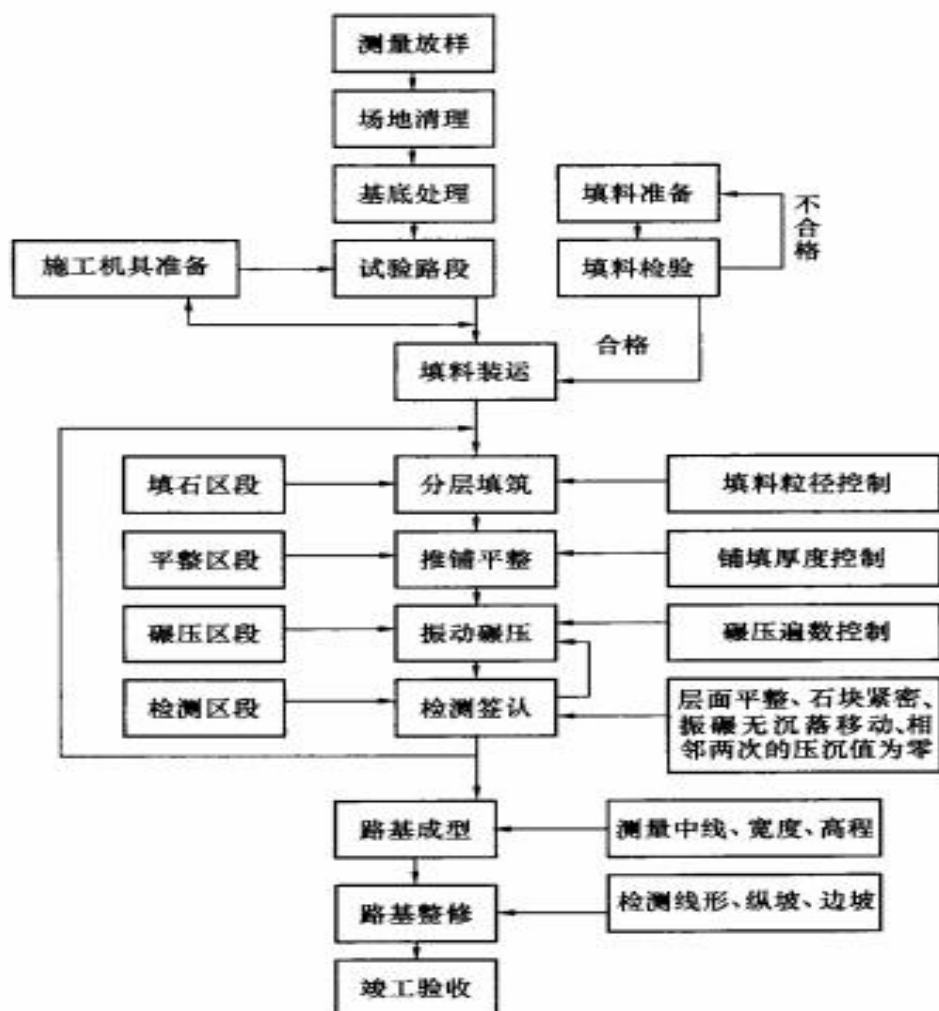 测量放样
场地清理
基底处理
填料准备
不合格
施工机具准备
试验路段
填料检验
合格
填料装运
填石区段
分层填筑
填料粒径控制
平整区段
推铺平整
铺填厚度控制
碾压区段
振动碾压
碾压遍数控制
检测区段
检测签认
层面平整、石块紧密、
振碾无沉落移动、相
邻两次的压沉值为零
路基成型
测量中线、宽度、高程
路基整修
检测线形、纵坡、边坡
竣工验收